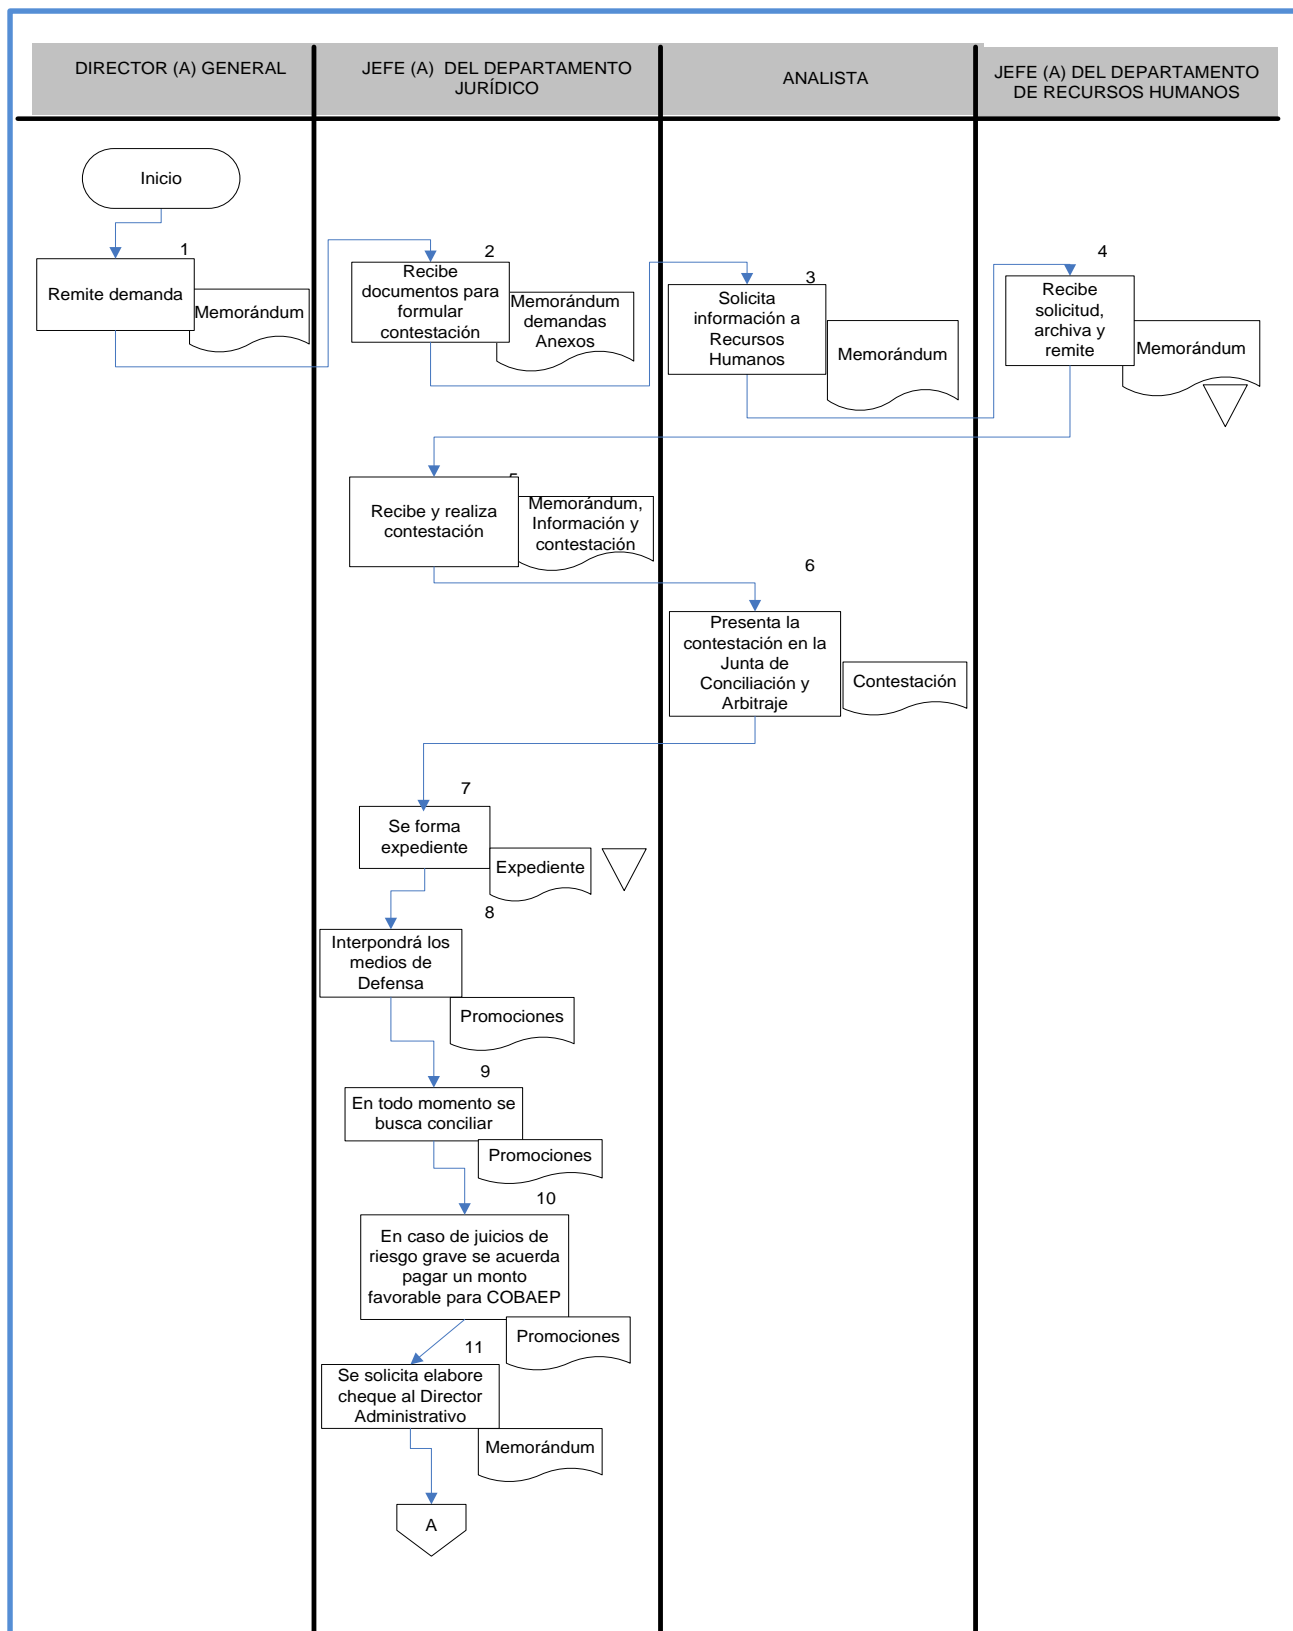 DIRECTOR (A) GENERAL
JEFE (A)  DEL DEPARTAMENTO
JURÍDICO
ANALISTA
JEFE (A) DEL DEPARTAMENTO
DE RECURSOS HUMANOS
Inicio
1
Remite demanda
Memorándum
2
Recibe
documentos para
formular
contestación
Memorándum
demandas
Anexos
3
Solicita
información a
Recursos
Humanos
Memorándum
4
Recibe
solicitud,
archiva y
remite
Memorándum
5
Recibe y realiza
contestación
Memorándum,
Información y
contestación
6
Presenta la
contestación en la
Junta de
Conciliación y
Arbitraje
Contestación
7
Se forma
expediente
Expediente
8
Interpondrá los
medios de
Defensa
Promociones
9
En todo momento se
busca conciliar
Promociones
10
En caso de juicios de
riesgo grave se acuerda
pagar un monto
favorable para COBAEP
Promociones
11
Se solicita elabore
cheque al Director
Administrativo
Memorándum
A